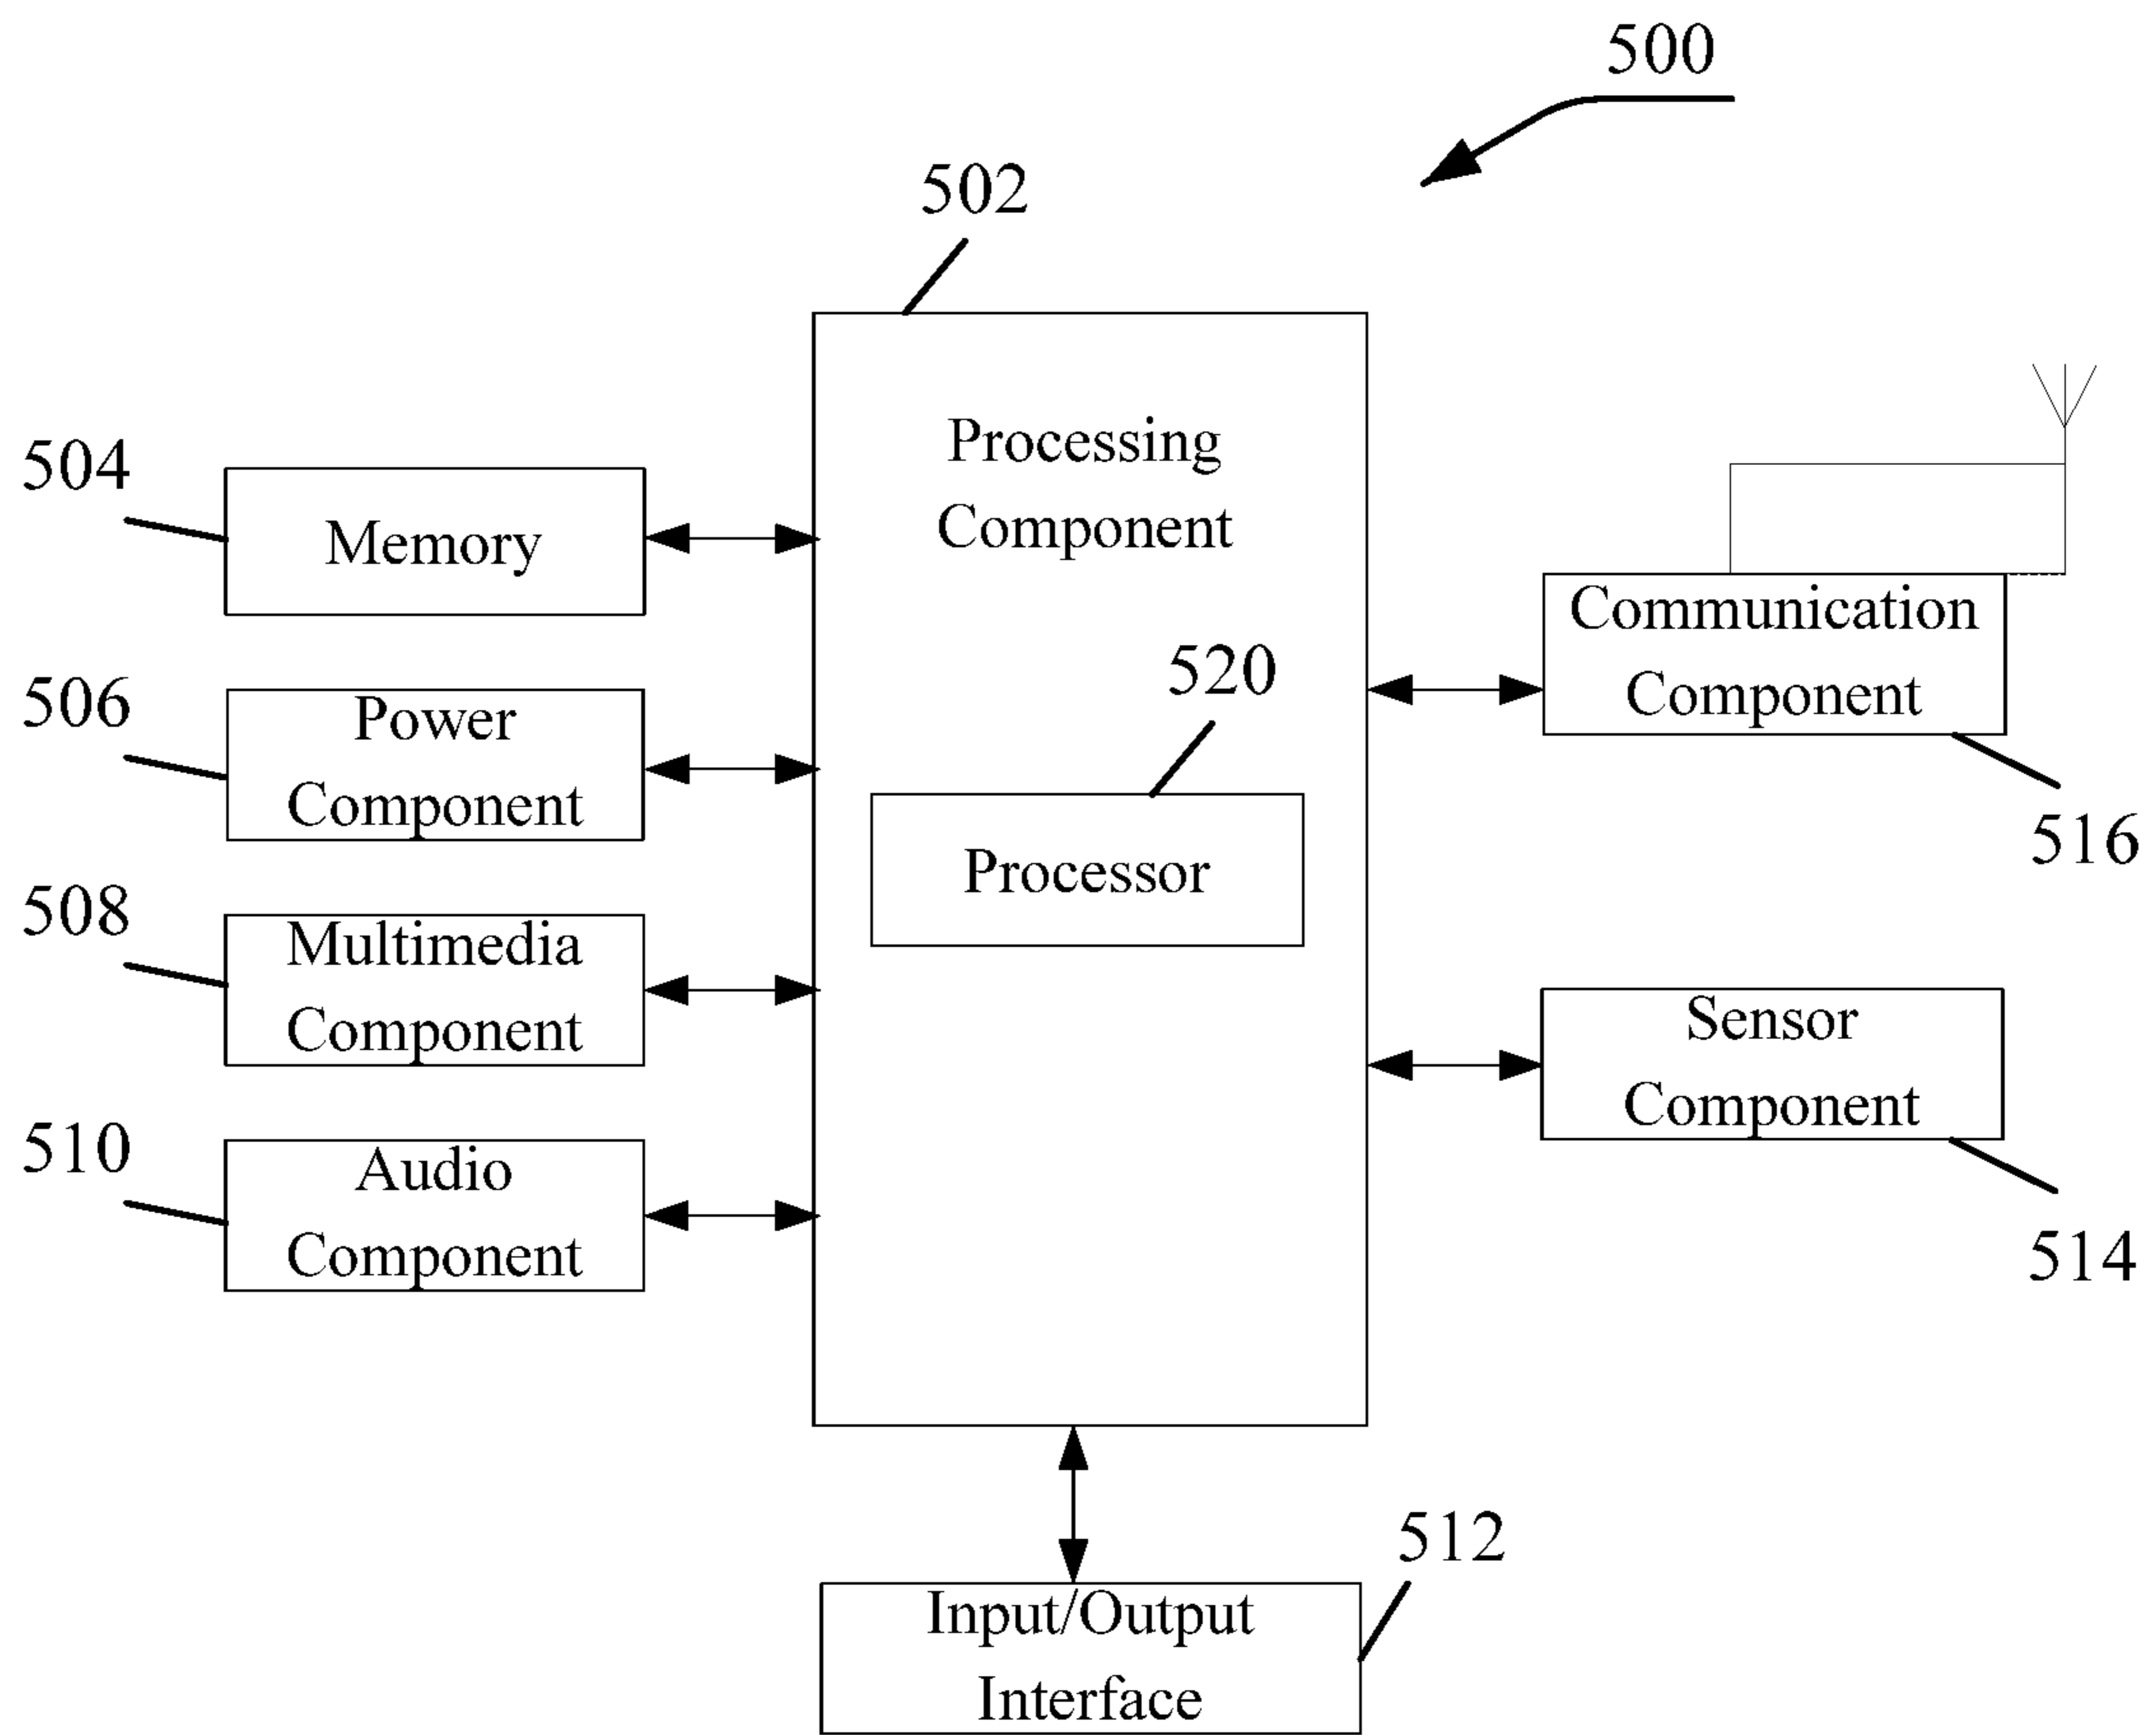 500
502
Processing
Component
504
Memory
Communication
Component
520
506
Power
Component
516
Processor
508
Multimedia
Component
Sensor
Component
510
Audio
Component
514
512
Input/Output
Interface